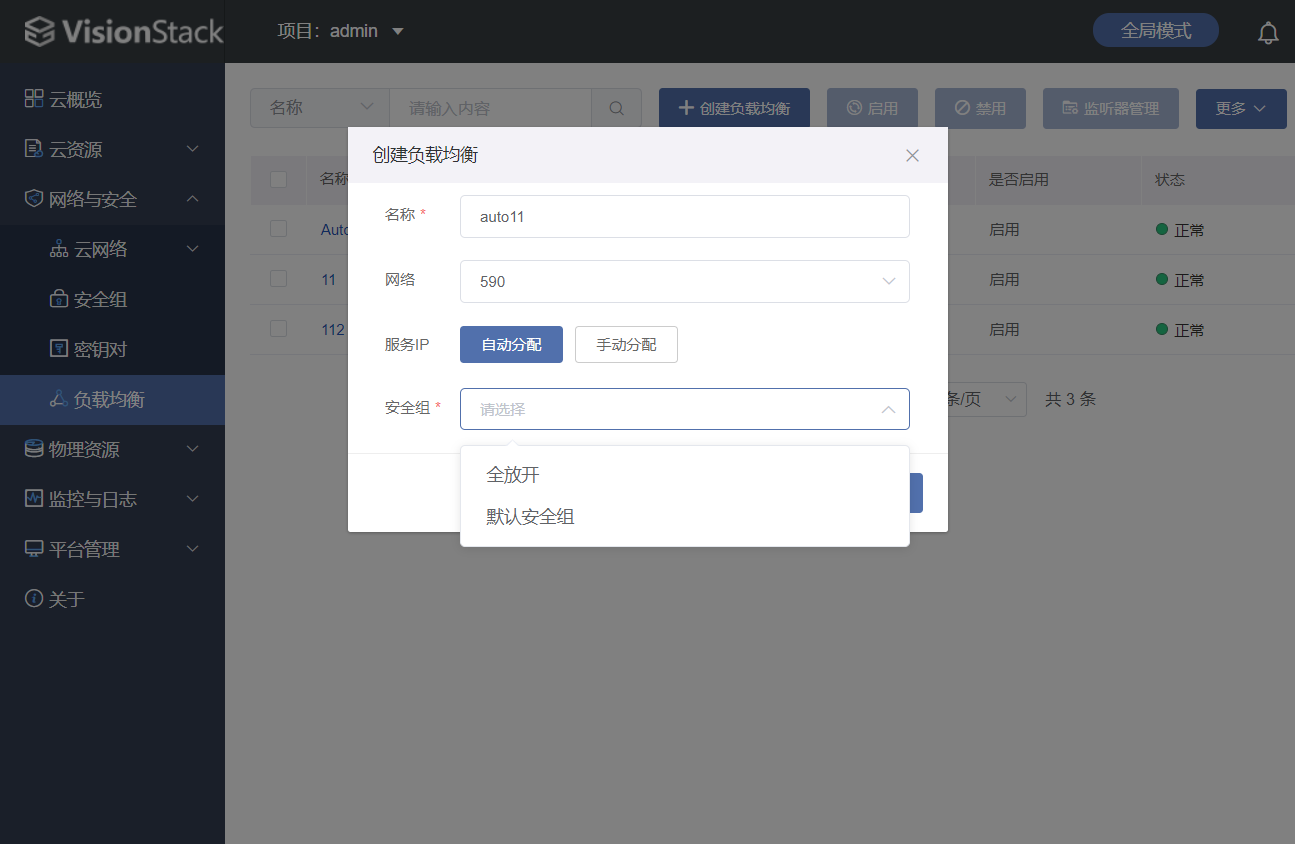 VisionStack
项目：admin
全局模式
云概览
云资源
网络与安全
云网络
安全组
密钥对
负载均衡
物理资源
监控与日志
平台管理
关于
名称 请输入内容 创建负载均衡 启用 禁用 监听器管理 更多
名称 是否启用 状态
Auto 启用 正常
11 启用 正常
112 启用 正常
条/页 共 3 条
创建负载均衡
名称 * auto11
网络 590
服务IP 自动分配 手动分配
安全组 * 请选择
全放开
默认安全组